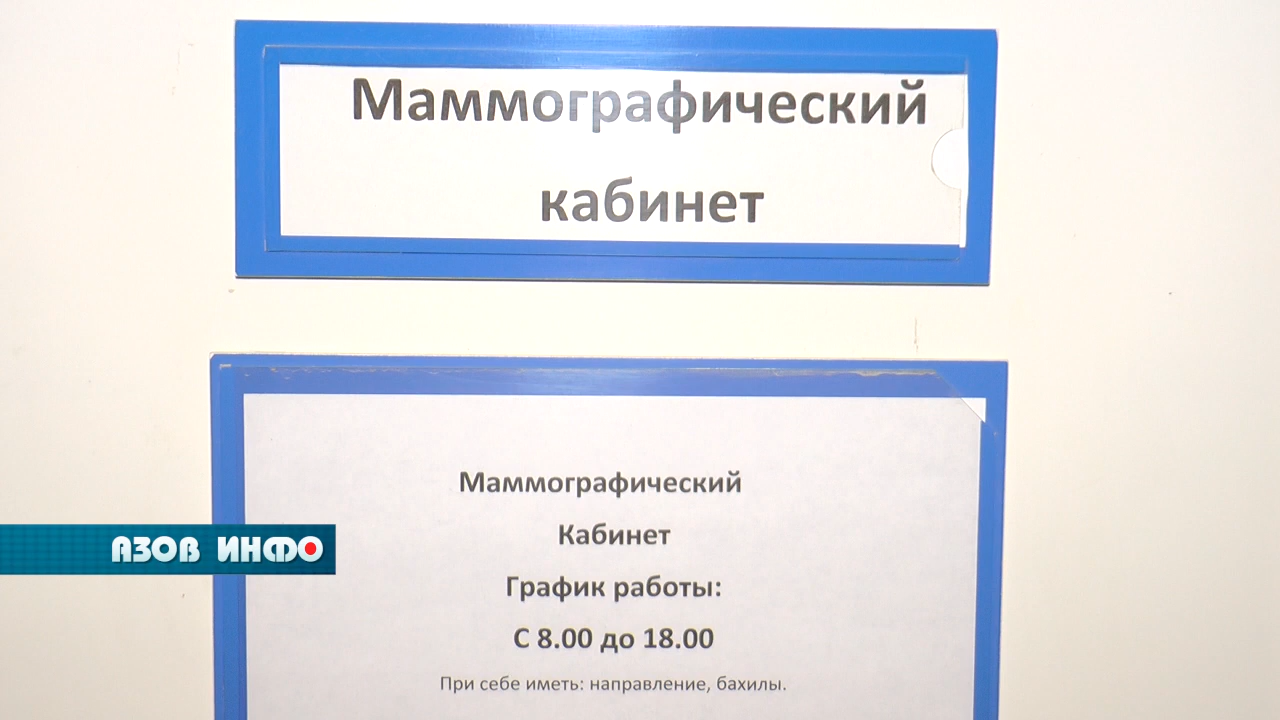 Маммографический
кабинет
Маммографический
Кабинет
График работы:
С 8.00 до 18.00
При себе иметь: направление, бахилы.
АЗОВ ИНФО